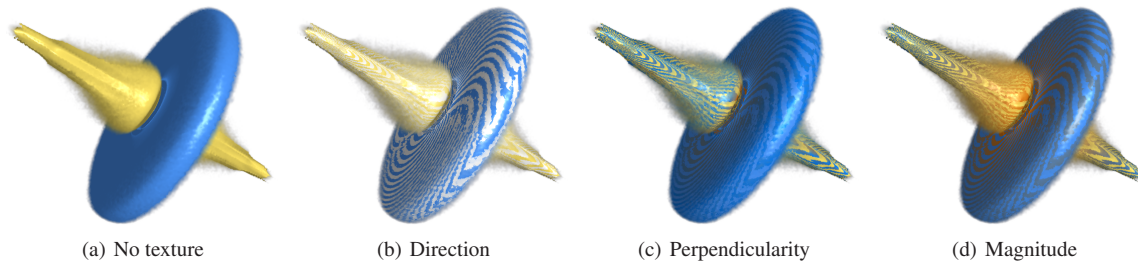 (a) No texture
(b) Direction
(c) Perpendicularity
(d) Magnitude